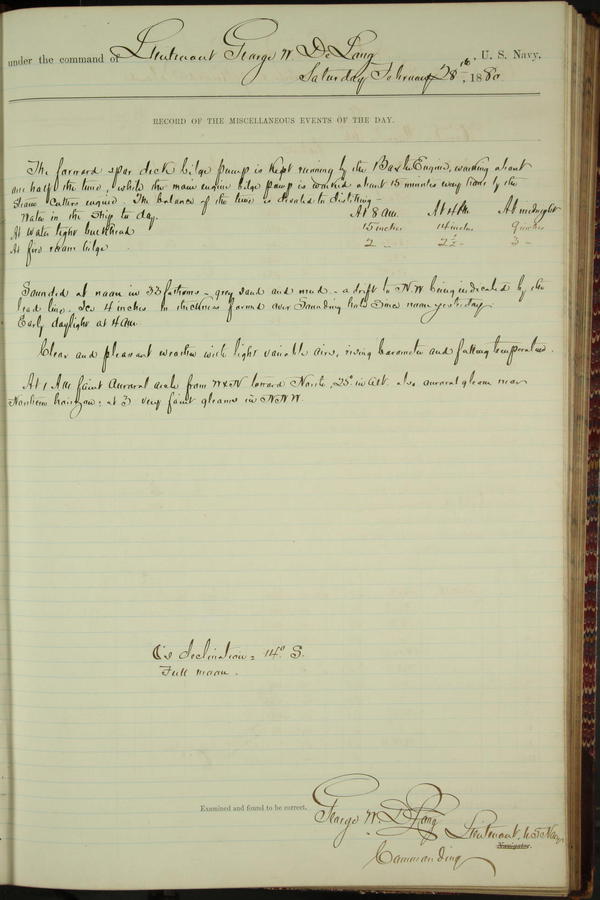 under the command of Lieutenant George W. De Long, U. S. Navy.
Saturday February 28th, 1880
RECORD OF THE MISCELLANEOUS EVENTS OF THE DAY.
The forward spar deck bilge pump is kept running by the Baxter Engine, working about
one half the time, while the main engine bilge pump is worked about 15 minutes every hour by the
Steam Cutters engine. The balance of the time is devoted to distilling -
Water in the ship to day. At 8 AM. At 4 PM. At midnight
At water tight bulkhead 15 inches 14 inches 9 inches
At fire room bilge 2 " 2½ - 3 -
Sounded at noon in 33 fathoms - grey sand and mud - a drift to N.W. being indicated by the
lead line. Ice 4 inches in thickness formed over Sounding hole since noon yesterday.
Early daylight at 4 AM.
Clear and pleasant weather with light variable airs, rising barometer and falling temperature.
At 1 AM faint Auroral arch from toward North, 25° in alt. also auroral gleam near
Northern horizon; at 3 very faint gleams in NNW.
☾'s declination = 14° S.
Full moon.
Examined and found to be correct.
George W. De Long Lieutenant, U.S. Navy
Navigator.
Commanding